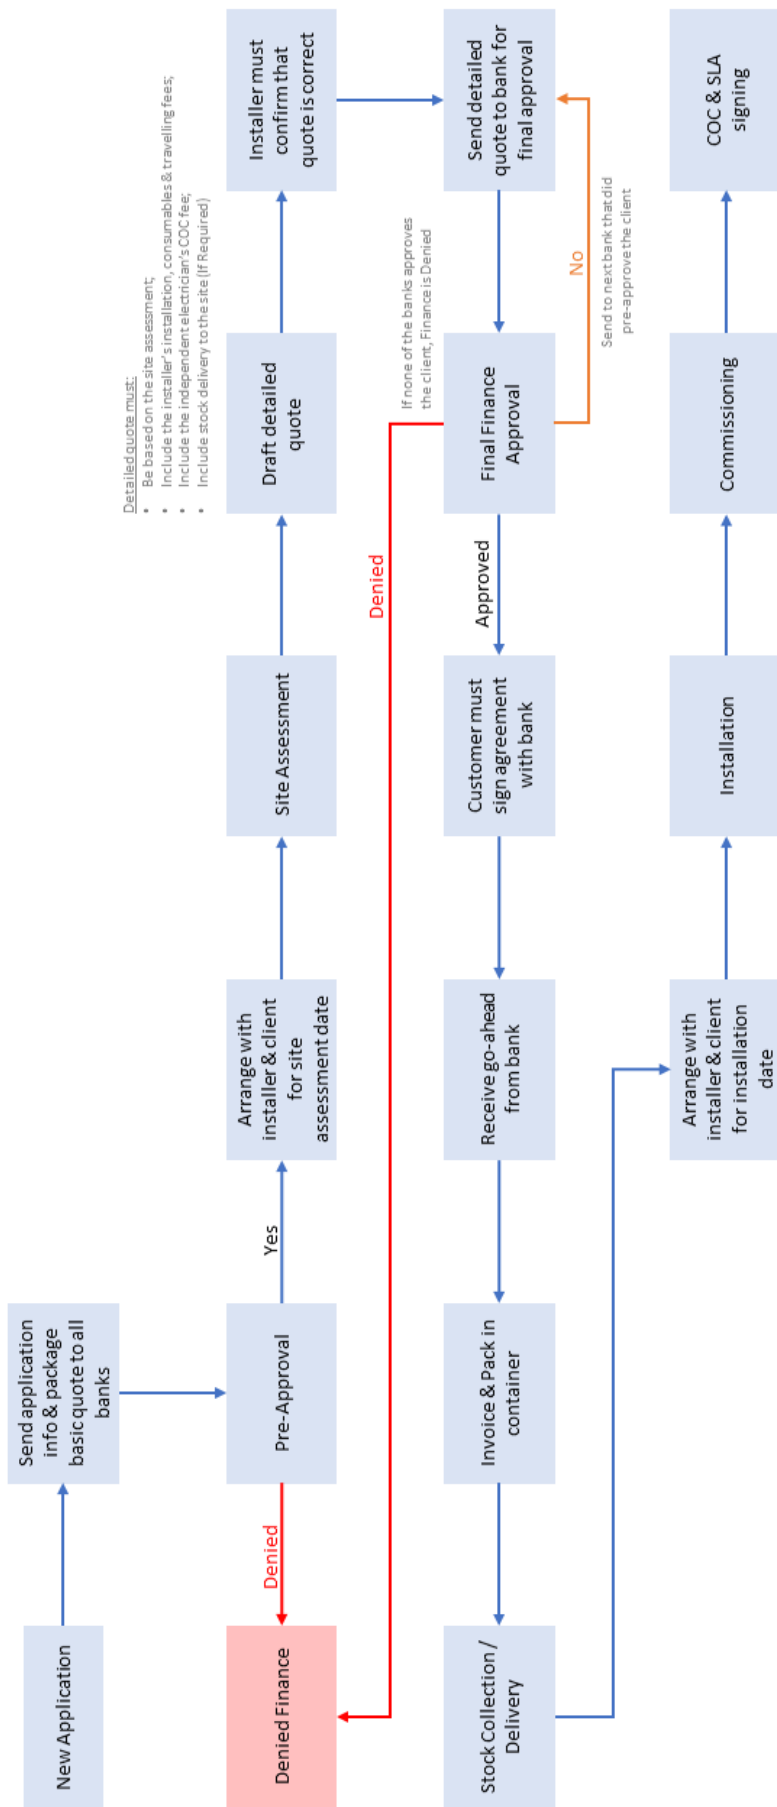 New Application
Send application
info & package
basic quote to all
banks
Denied Finance
Denied
Pre-Approval
Yes
Arrange with
installer & client
for site
assessment date
Site Assessment
Detailed quote must:
• Be based on the site assessment;
• Include the installer's installation, consumables & travelling fees;
• Include the independent electrician's COC fee;
• Include stock delivery to the site (If Required)
Draft detailed
quote
Installer must
confirm that
quote is correct
Denied
If none of the banks approves
the client, Finance is Denied
Stock Collection /
Delivery
Invoice & Pack in
container
Receive go-ahead
from bank
Customer must
sign agreement
with bank
Approved
Final Finance
Approval
Send detailed
quote to bank for
final approval
No
Send to next bank that did
pre-approve the client
Arrange with
installer & client
for installation
date
Installation
Commissioning
COC & SLA
signing